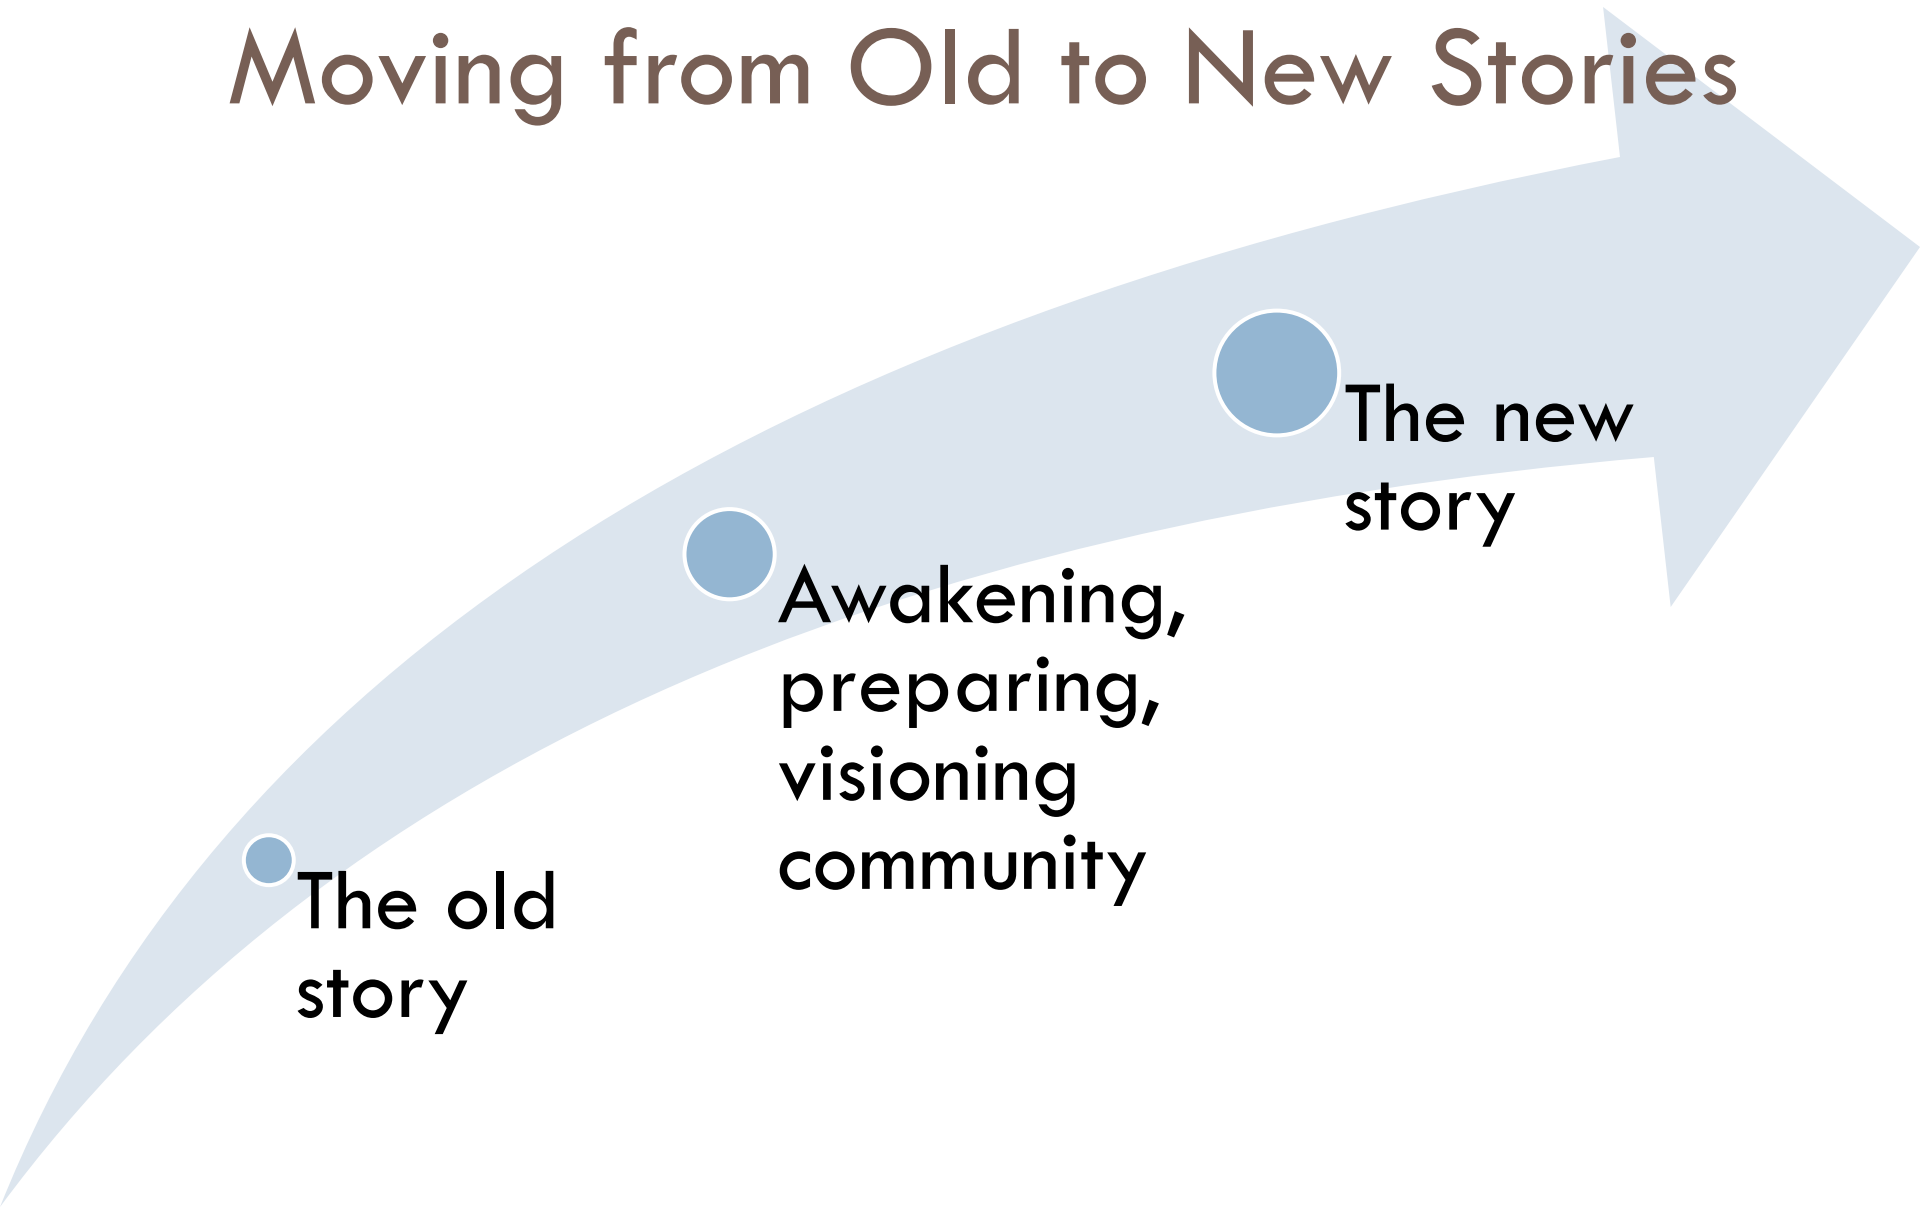 Moving from Old to New Stories
The new
story
Awakening,
preparing,
visioning
community
The old
story